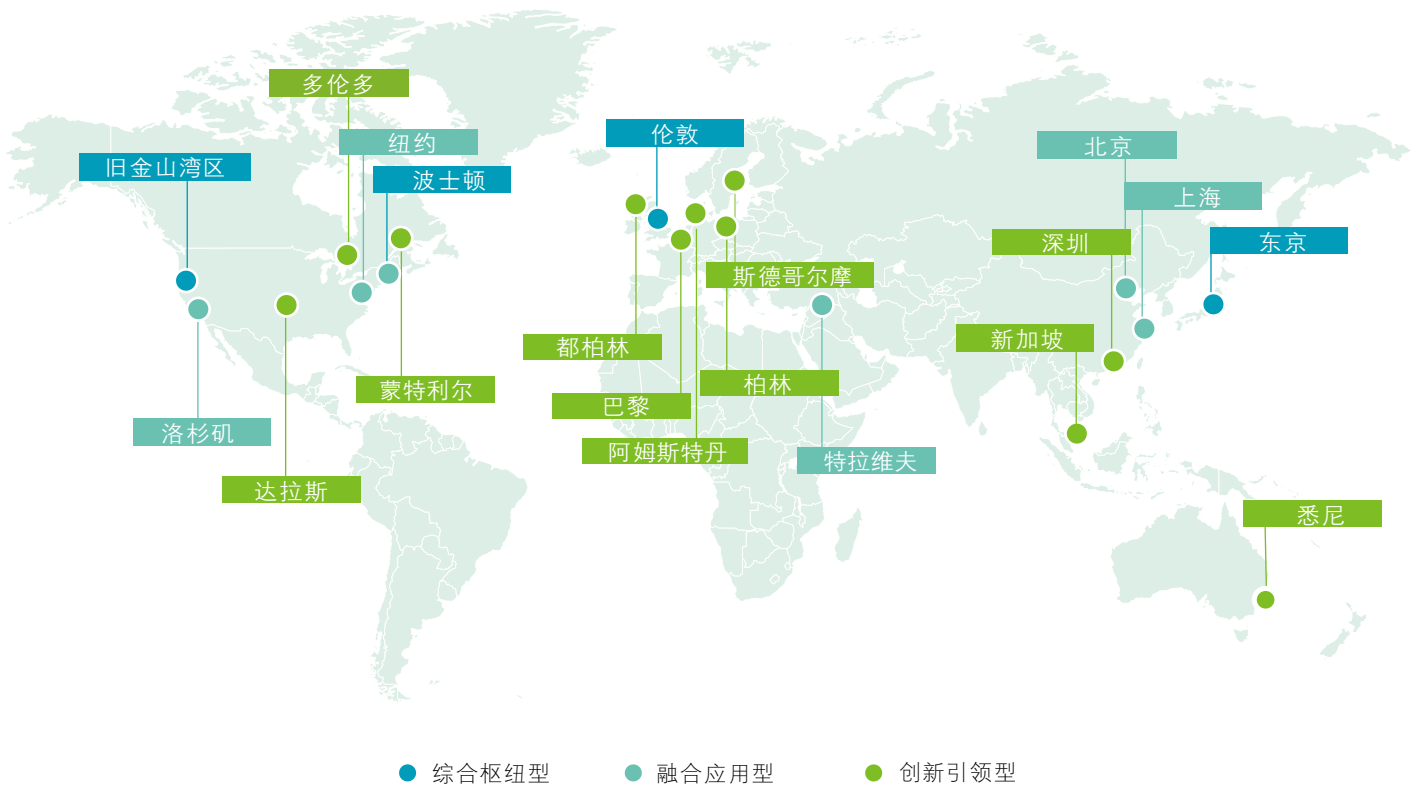 多伦多
纽约
旧金山湾区
波士顿
伦敦
北京
上海
深圳
东京
斯德哥尔摩
新加坡
都柏林
柏林
蒙特利尔
巴黎
洛杉矶
阿姆斯特丹
特拉维夫
达拉斯
悉尼
综合枢纽型
融合应用型
创新引领型